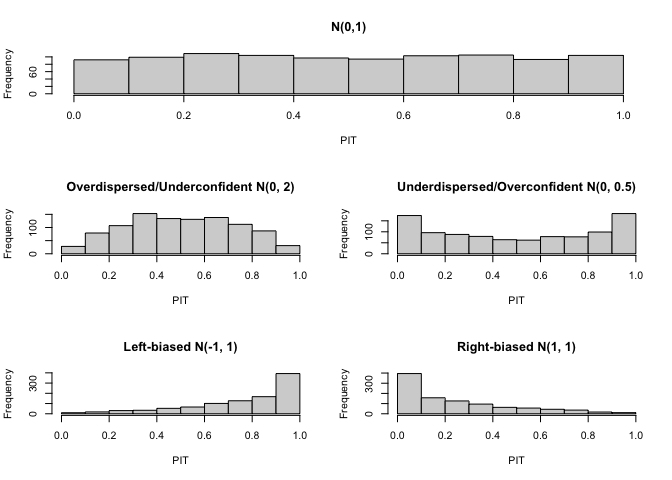 N(0,1)
Frequency
0 60
0.0 0.2 0.4 0.6 0.8 1.0
PIT
Overdispersed/Underconfident N(0, 2)
Frequency
0 100
0.0 0.2 0.4 0.6 0.8 1.0
PIT
Underdispersed/Overconfident N(0, 0.5)
Frequency
0 100
0.0 0.2 0.4 0.6 0.8 1.0
PIT
Left-biased N(-1, 1)
Frequency
0 300
0.0 0.2 0.4 0.6 0.8 1.0
PIT
Right-biased N(1, 1)
Frequency
0 300
0.0 0.2 0.4 0.6 0.8 1.0
PIT